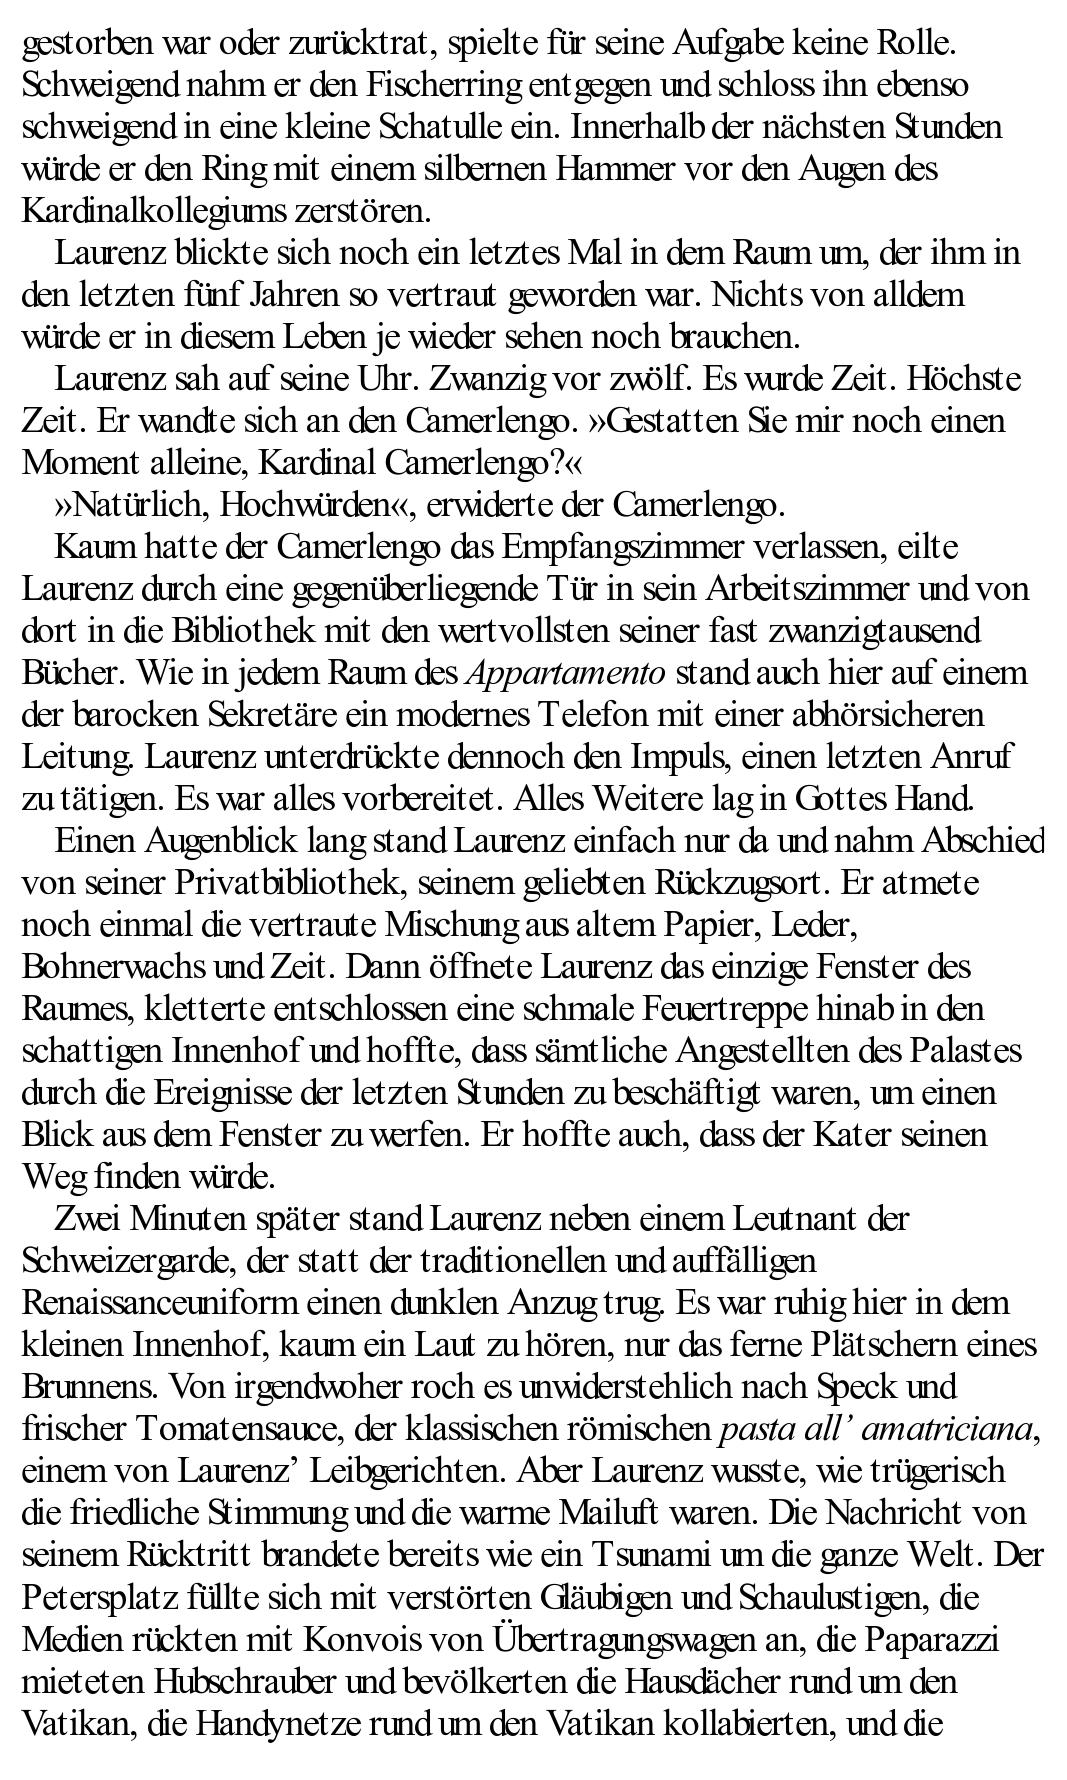 gestorben war oder zurücktrat, spielte für seine Aufgabe keine Rolle.
Schweigend nahm er den Fischerring entgegen und schloss ihn ebenso
schweigend in eine kleine Schatulle ein. Innerhalb der nächsten Stunden
würde er den Ring mit einem silbernen Hammer vor den Augen des
Kardinalkollegiums zerstören.
Laurenz blickte sich noch ein letztes Mal in dem Raum um, der ihm in
den letzten fünf Jahren so vertraut geworden war. Nichts von alldem
würde er in diesem Leben je wieder sehen noch brauchen.
Laurenz sah auf seine Uhr. Zwanzig vor zwölf. Es wurde Zeit. Höchste
Zeit. Er wandte sich an den Camerlengo. »Gestatten Sie mir noch einen
Moment alleine, Kardinal Camerlengo?«
»Natürlich, Hochwürden«, erwiderte der Camerlengo.
Kaum hatte der Camerlengo das Empfangszimmer verlassen, eilte
Laurenz durch eine gegenüberliegende Tür in sein Arbeitszimmer und von
dort in die Bibliothek mit den wertvollsten seiner fast zwanzigtausend
Bücher. Wie in jedem Raum des Appartamento stand auch hier auf einem
der barocken Sekretäre ein modernes Telefon mit einer abhörsicheren
Leitung. Laurenz unterdrückte dennoch den Impuls, einen letzten Anruf
zu tätigen. Es war alles vorbereitet. Alles Weitere lag in Gottes Hand.
Einen Augenblick lang stand Laurenz einfach nur da und nahm Abschied
von seiner Privatbibliothek, seinem geliebten Rückzugsort. Er atmete
noch einmal die vertraute Mischung aus altem Papier, Leder,
Bohnerwachs und Zeit. Dann öffnete Laurenz das einzige Fenster des
Raumes, kletterte entschlossen eine schmale Feuertreppe hinab in den
schattigen Innenhof und hoffte, dass sämtliche Angestellten des Palastes
durch die Ereignisse der letzten Stunden zu beschäftigt waren, um einen
Blick aus dem Fenster zu werfen. Er hoffte auch, dass der Kater seinen
Weg finden würde.
Zwei Minuten später stand Laurenz neben einem Leutnant der
Schweizergarde, der statt der traditionellen und auffälligen
Renaissanceuniform einen dunklen Anzug trug. Es war ruhig hier in dem
kleinen Innenhof, kaum ein Laut zu hören, nur das ferne Plätschern eines
Brunnens. Von irgendwoher roch es unwiderstehlich nach Speck und
frischer Tomatensauce, der klassischen römischen pasta all’ amatriciana,
einem von Laurenz’ Leibgerichten. Aber Laurenz wusste, wie trügerisch
die friedliche Stimmung und die warme Mailuft waren. Die Nachricht von
seinem Rücktritt brandete bereits wie ein Tsunami um die ganze Welt. Der
Petersplatz füllte sich mit verstörten Gläubigen und Schaulustigen, die
Medien rückten mit Konvois von Übertragungswagen an, die Paparazzi
mieteten Hubschrauber und bevölkerten die Hausdächer rund um den
Vatikan, die Handynetze rund um den Vatikan kollabierten, und die